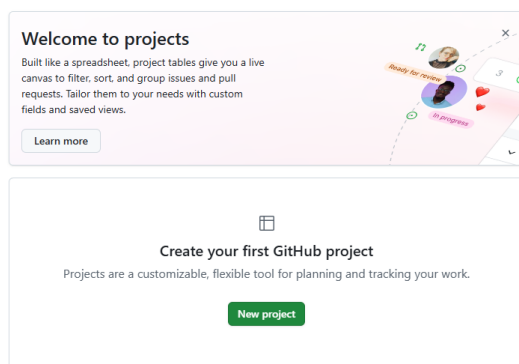 Welcome to projects
Built like a spreadsheet, project tables give you a live
canvas to filter, sort, and group issues and pull
requests. Tailor them to your needs with custom
fields and saved views.
Learn more
Ready for review
In progress
3
Create your first GitHub project
Projects are a customizable, flexible tool for planning and tracking your work.
New project